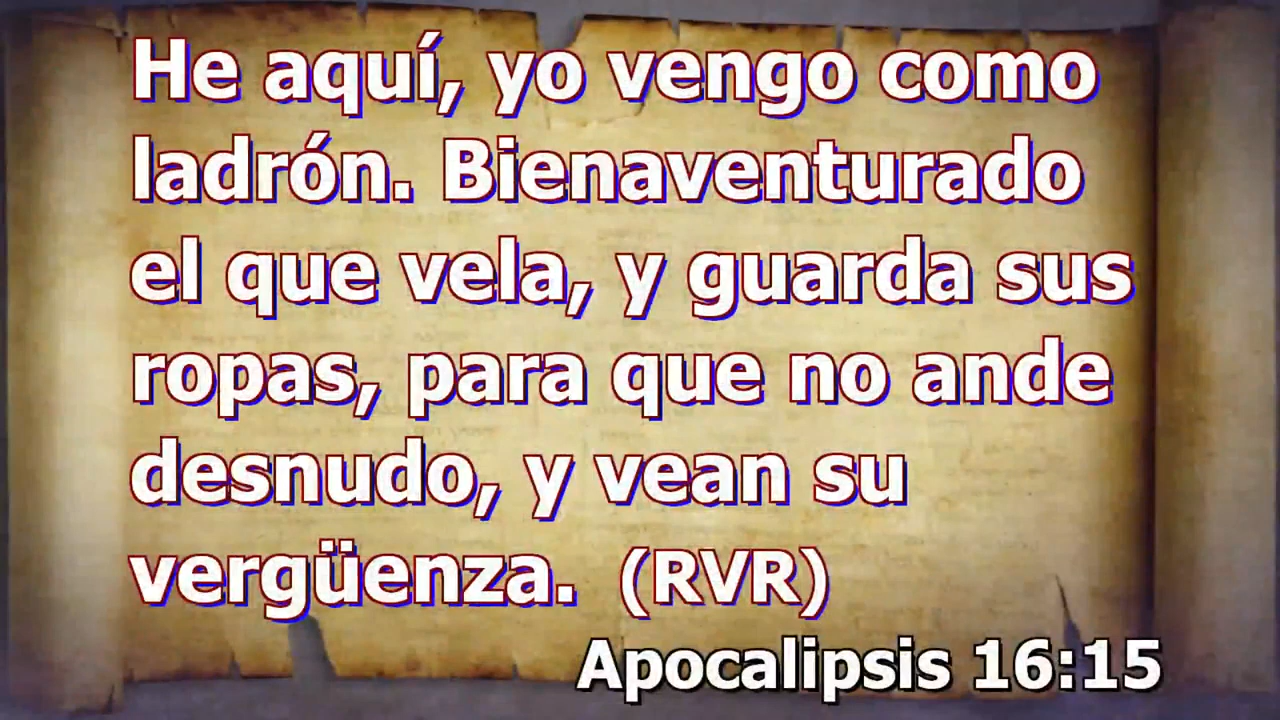 He aquí, yo vengo como
ladrón. Bienaventurado
el que vela, y guarda sus
ropas, para que no ande
desnudo, y vean su
vergüenza. (RVR)
Apocalipsis 16:15